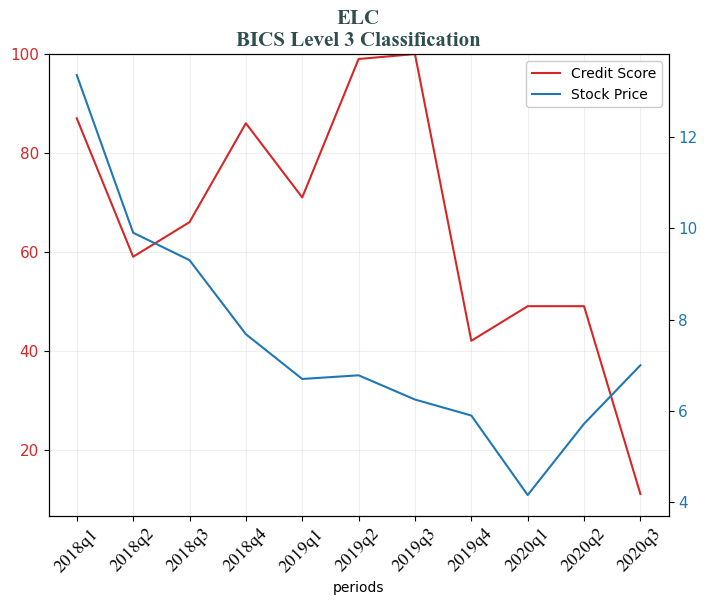 ELC
BICS Level 3 Classification
Credit Score
Stock Price
100
80
60
40
20
12
10
8
6
4
2018q1
2018q2
2018q3
2018q4
2019q1
2019q2
2019q3
2019q4
2020q1
2020q2
2020q3
periods